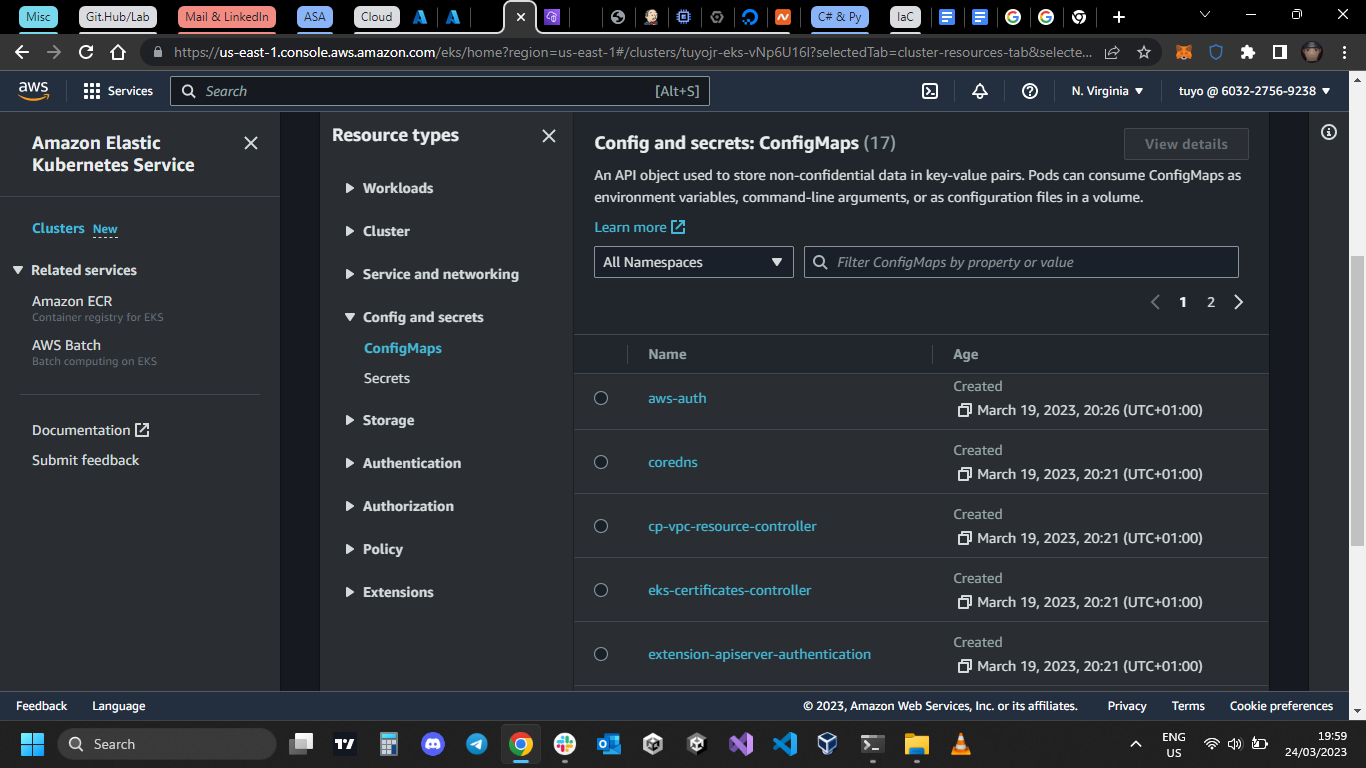 Misc
Git.Hub/Lab
Mail & LinkedIn
ASA
Cloud
C# & Py
IaC
https://us-east-1.console.aws.amazon.com/eks/home?region=us-east-1#/clusters/tuyojr-eks-vNp6U16I?selectedTab=cluster-resources-tab&selecte...
aws
Services
Search
[Alt+S]
N. Virginia
tuyo @ 6032-2756-9238
Amazon Elastic
Kubernetes Service
Clusters New
Related services
Amazon ECR
Container registry for EKS
AWS Batch
Batch computing on EKS
Documentation
Submit feedback
Resource types
Workloads
Cluster
Service and networking
Config and secrets
ConfigMaps
Secrets
Storage
Authentication
Authorization
Policy
Extensions
Config and secrets: ConfigMaps (17)
View details
An API object used to store non-confidential data in key-value pairs. Pods can consume ConfigMaps as
environment variables, command-line arguments, or as configuration files in a volume.
Learn more
All Namespaces
Filter ConfigMaps by property or value
1 2
Name Age
aws-auth
Created
March 19, 2023, 20:26 (UTC+01:00)
coredns
Created
March 19, 2023, 20:21 (UTC+01:00)
cp-vpc-resource-controller
Created
March 19, 2023, 20:21 (UTC+01:00)
eks-certificates-controller
Created
March 19, 2023, 20:21 (UTC+01:00)
extension-apiserver-authentication
Created
March 19, 2023, 20:21 (UTC+01:00)
Feedback
Language
© 2023, Amazon Web Services, Inc. or its affiliates.
Privacy
Terms
Cookie preferences
Search
ENG
US
19:59
24/03/2023